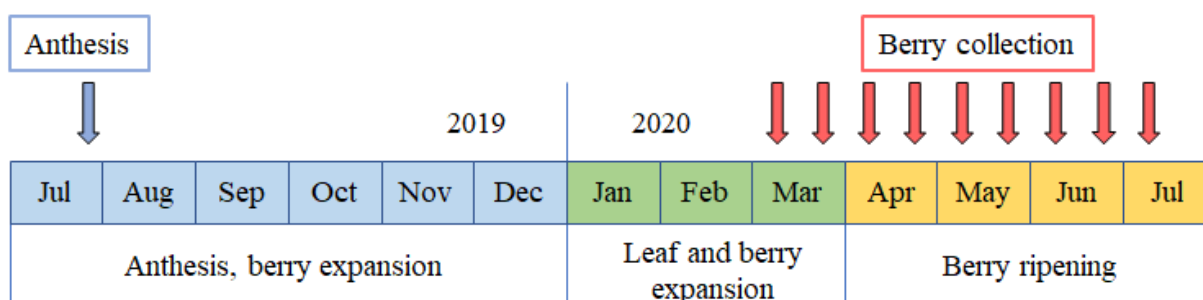 Anthesis
Berry collection
2019
2020
Jul Aug Sep Oct Nov Dec Jan Feb Mar Apr May Jun Jul
Anthesis, berry expansion
Leaf and berry
expansion
Berry ripening